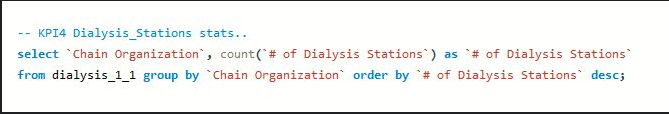 -- KPI4 Dialysis_Stations stats..
select `Chain Organization`, count(`# of Dialysis Stations`) as `# of Dialysis Stations`
from dialysis_1_1 group by `Chain Organization` order by `# of Dialysis Stations` desc;